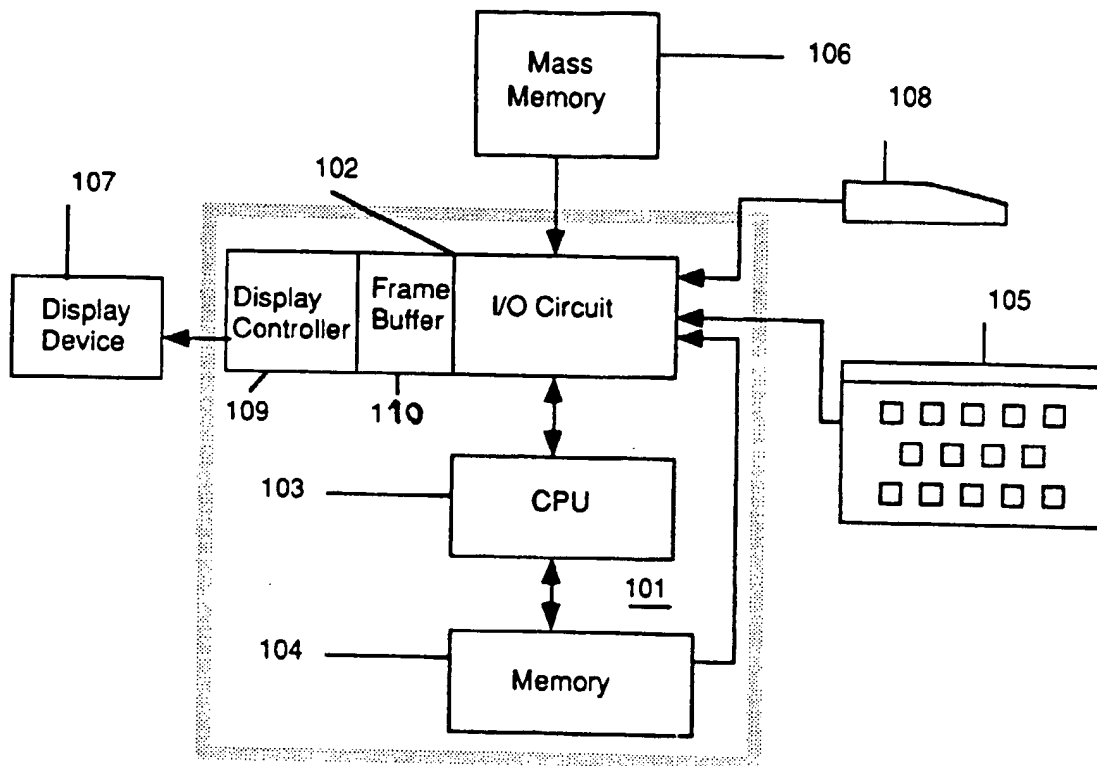 Mass
Memory
106
108
102
107
Display
Device
Display
Controller
Frame
Buffer
I/O Circuit
105
109
110
103
CPU
101
104
Memory